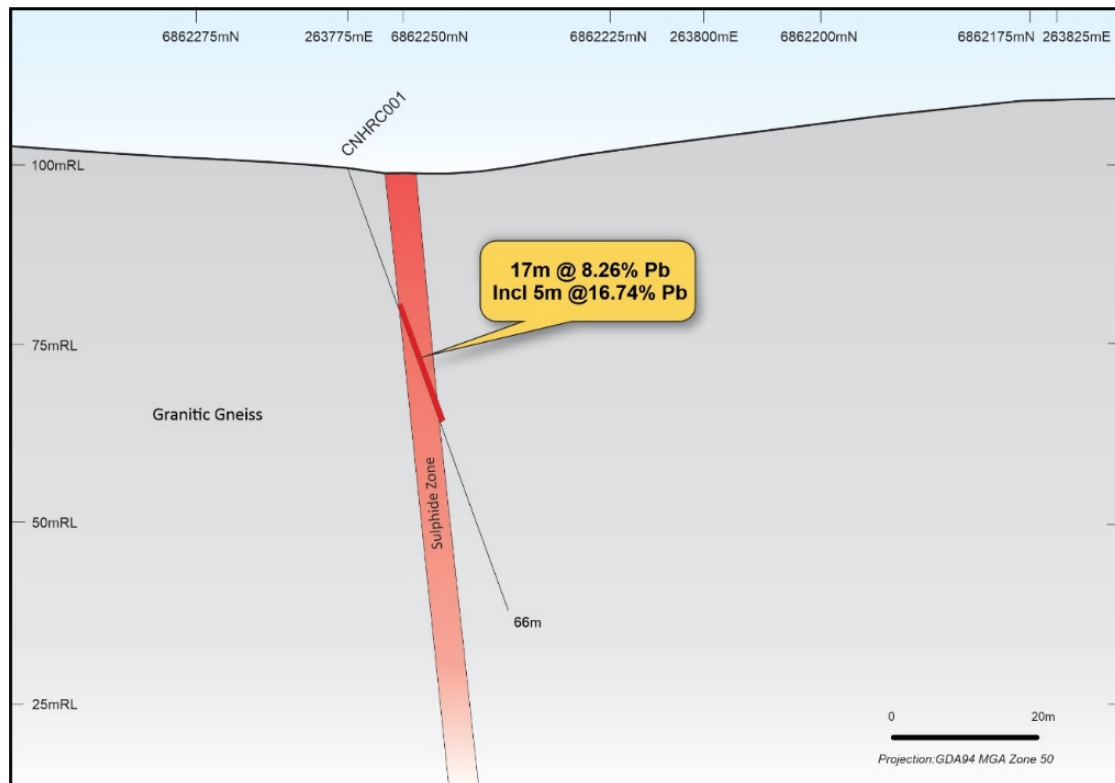 6862275mN
263775mE
6862250mN
6862225mN
263800mE
6862200mN
6862175mN
263825mE
CNHRC001
100mRL
17m @ 8.26% Pb
Incl 5m @16.74% Pb
75mRL
Granitic Gneiss
Sulphide Zone
50mRL
66m
25mRL
0
20m
Projection:GDA94 MGA Zone 50